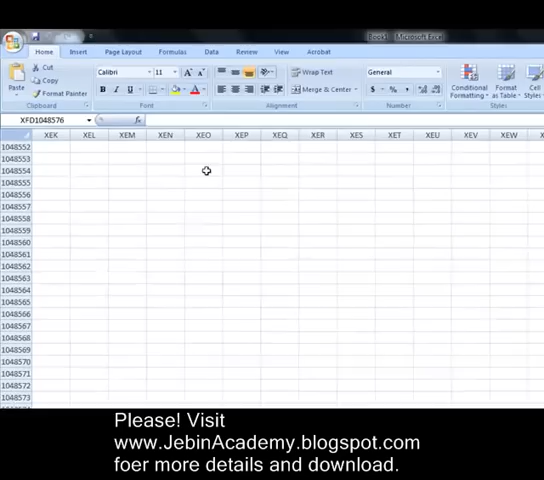 Book1 Microsoft Excel
Home Insert Page Layout Formulas Data Review View Acrobat
Cut
Copy
Format Painter
Paste
Calibri 11
B I U
Wrap Text
Merge & Center
General
$ % ,
Conditional Formatting
Format as Table
Cell
Clipboard Font Alignment Number Styles
XFD1048576 fx
XEK XEL XEM XEN XEO XEP XEQ XER XES XET XEU XEV XEW
1048552
1048553
1048554
1048555
1048556
1048557
1048558
1048559
1048560
1048561
1048562
1048563
1048564
1048565
1048566
1048567
1048568
1048569
1048570
1048571
1048572
1048573
Please! Visit
www.JebinAcademy.blogspot.com
foer more details and download.